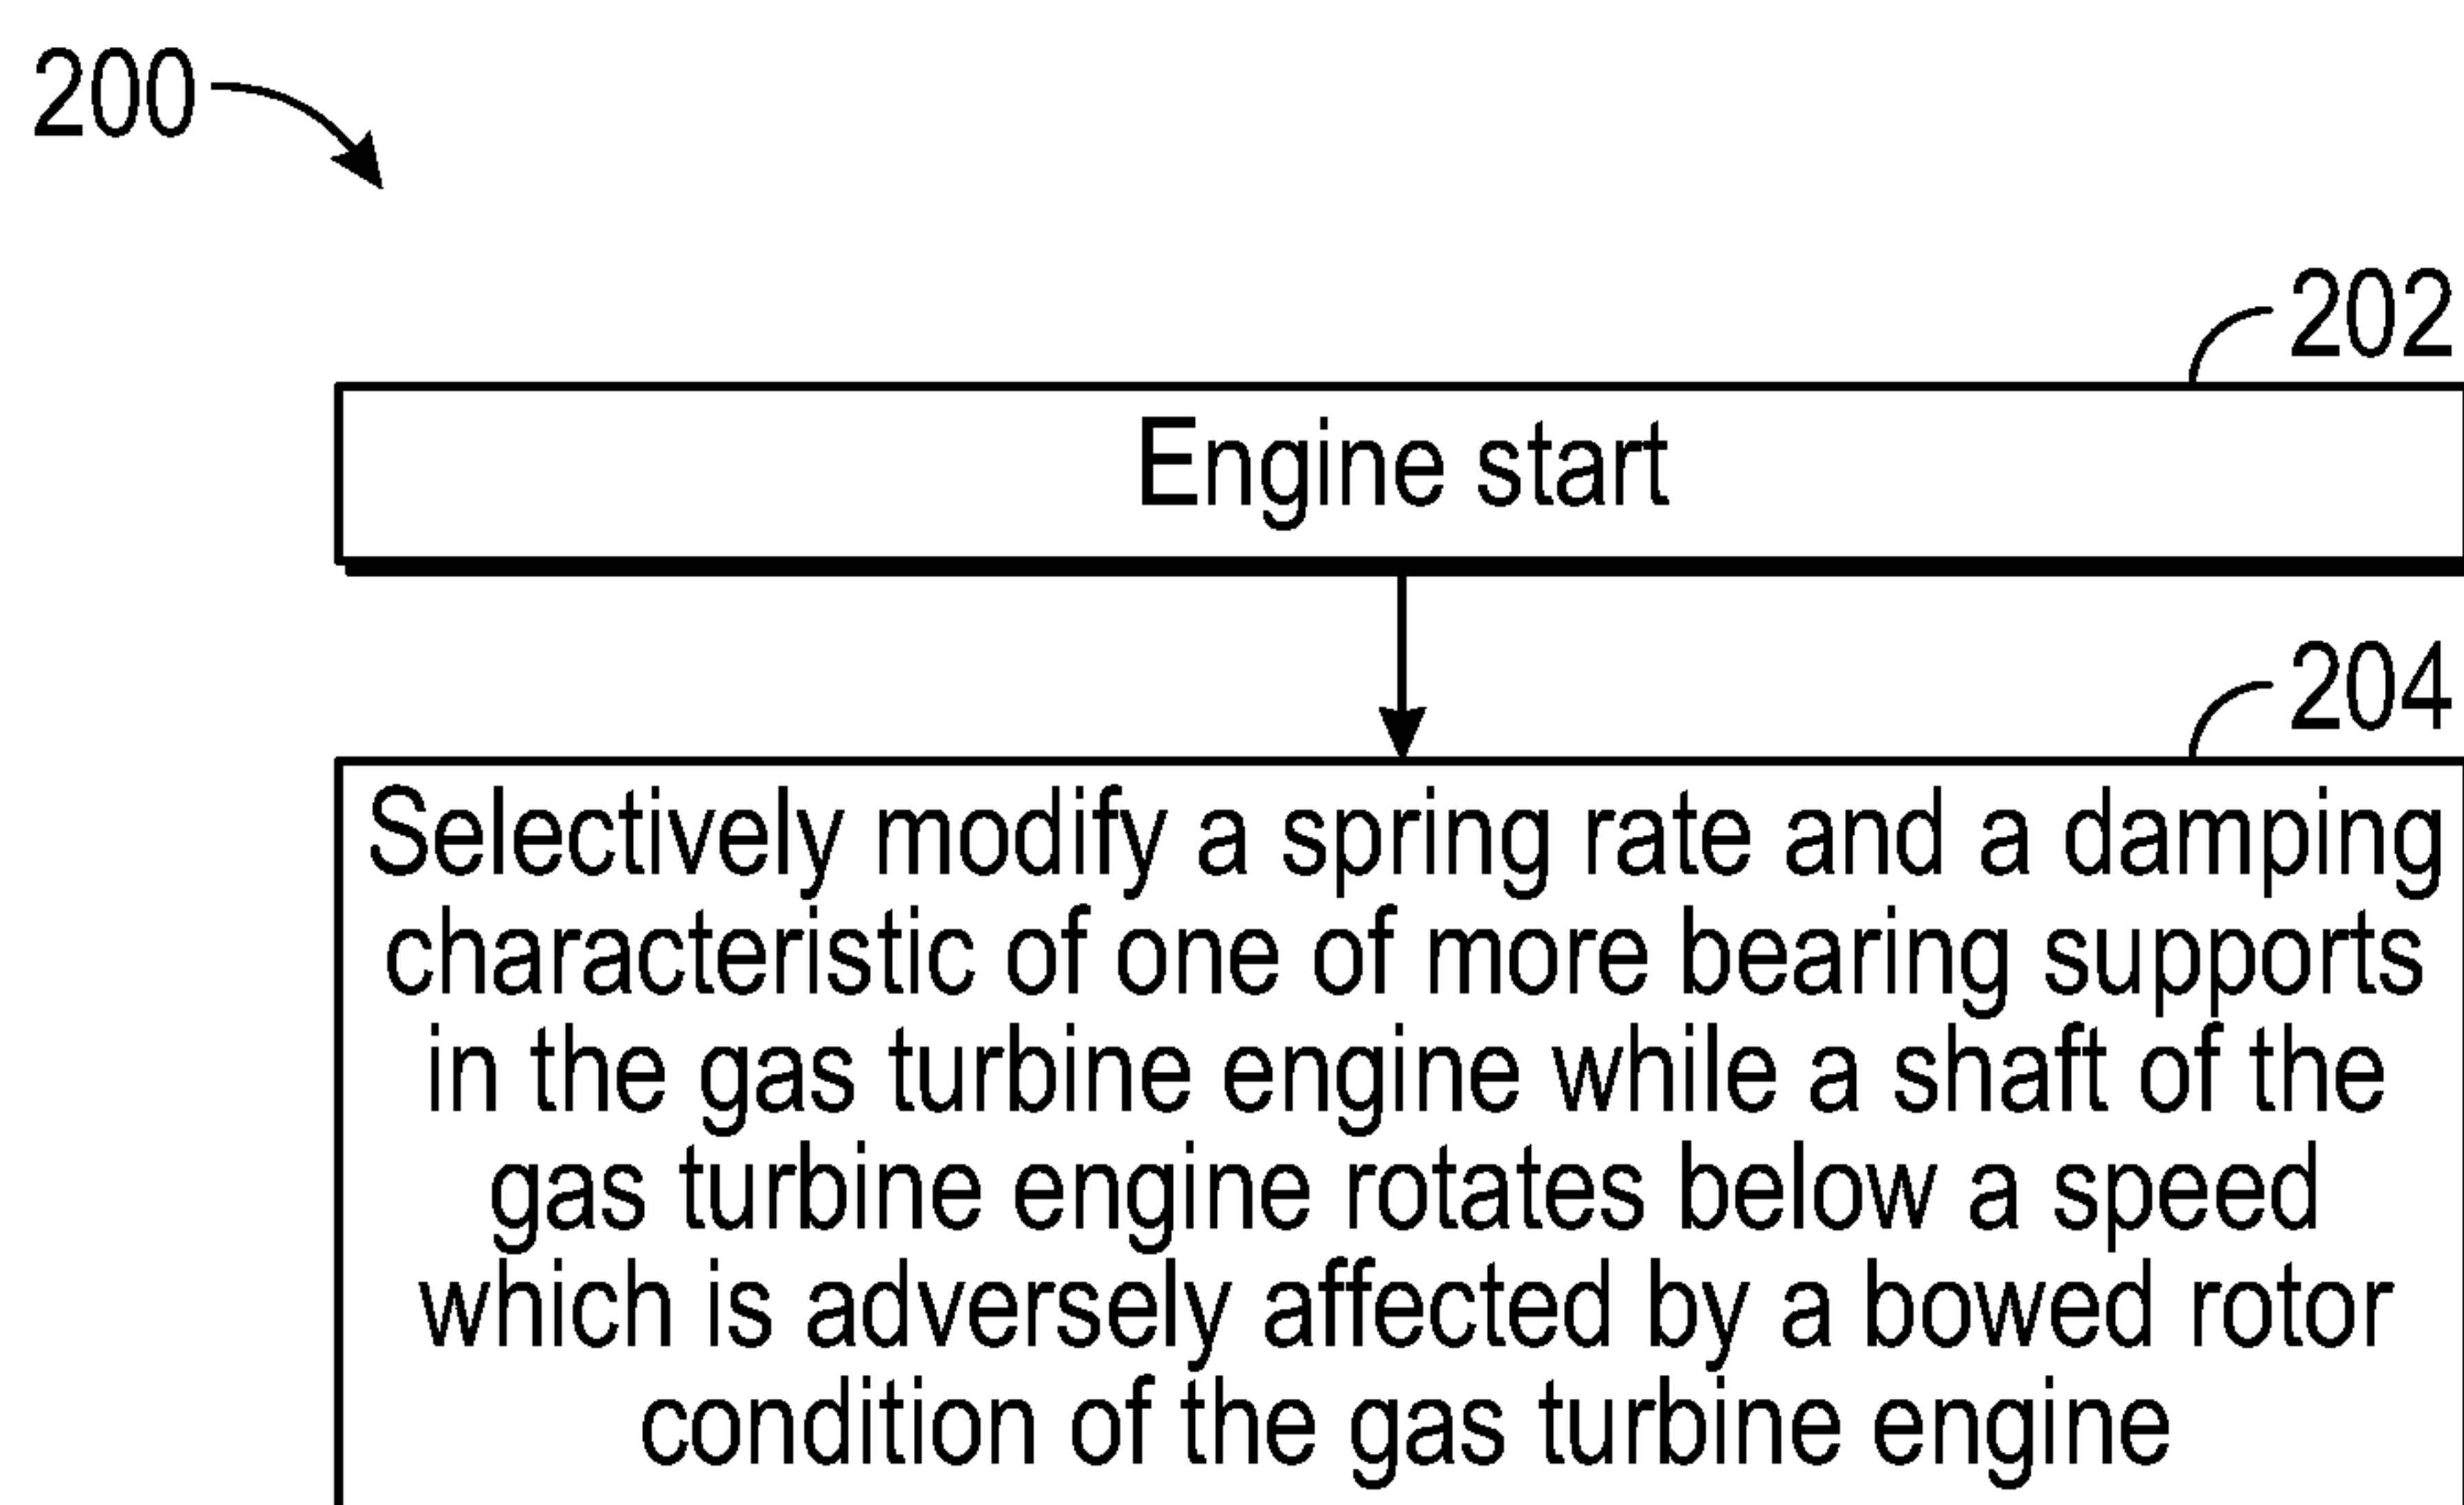 200
202
Engine start
204
Selectively modify a spring rate and a damping
characteristic of one of more bearing supports
in the gas turbine engine while a shaft of the
gas turbine engine rotates below a speed
which is adversely affected by a bowed rotor
condition of the gas turbine engine